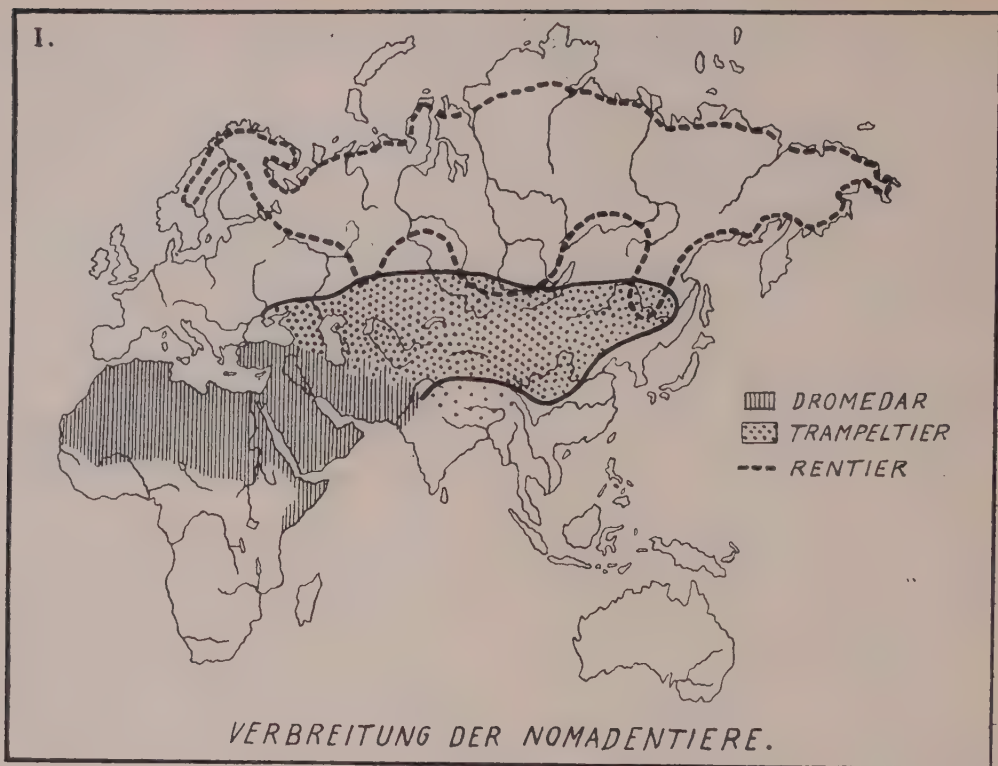 I.
DROMEDAR
TRAMPELTIER
RENTIER
VERBREITUNG DER NOMADENTIERE.